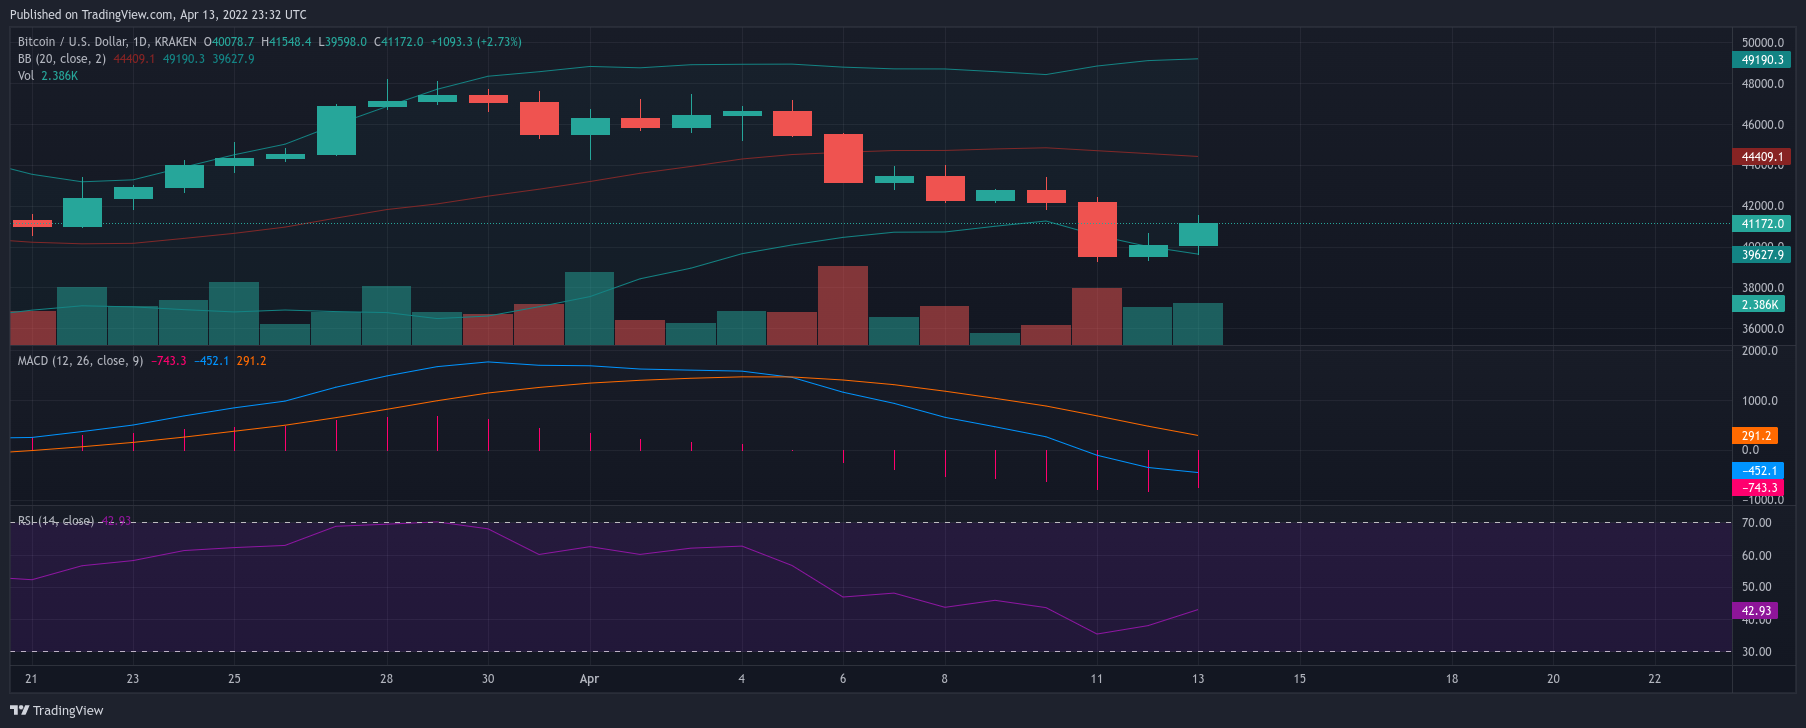 Published on TradingView.com, Apr 13, 2022 23:32 UTC
Bitcoin / U.S. Dollar, 1D, KRAKEN O40078.7 H41548.4 L39598.0 C41172.0 +1093.3 (+2.73%)
BB (20, close, 2) 44409.1 49190.3 39627.9
Vol 2.386K
50000.0
49190.3
48000.0
46000.0
44409.1
44000.0
42000.0
41172.0
40000.0
39627.9
38000.0
2.386K
36000.0
MACD (12, 26, close, 9) −743.3 −452.1 291.2
2000.0
1000.0
291.2
0.0
−452.1
−743.3
−1000.0
RSI (14, close) 42.93
70.00
60.00
50.00
42.93
40.00
30.00
21 23 25 28 30 Apr 4 6 8 11 13 15 18 20 22
TradingView